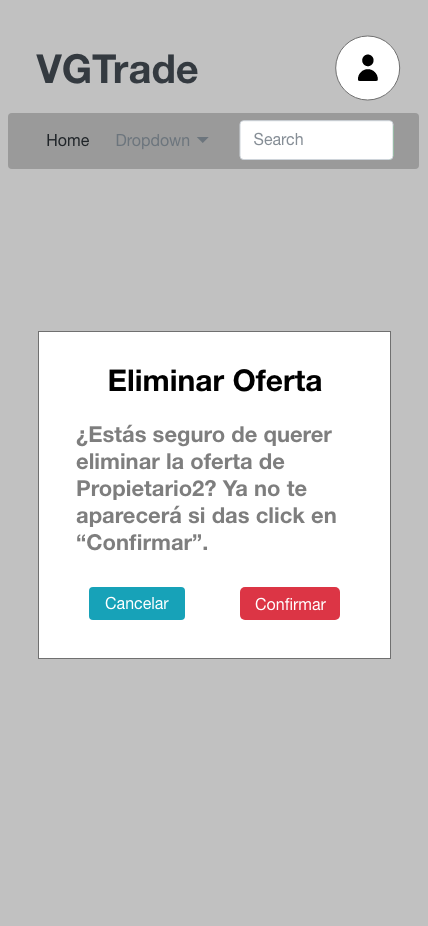 VGTrade
Home Dropdown Search
Eliminar Oferta
¿Estás seguro de querer
eliminar la oferta de
Propietario2? Ya no te
aparecerá si das click en
“Confirmar”.
Cancelar Confirmar